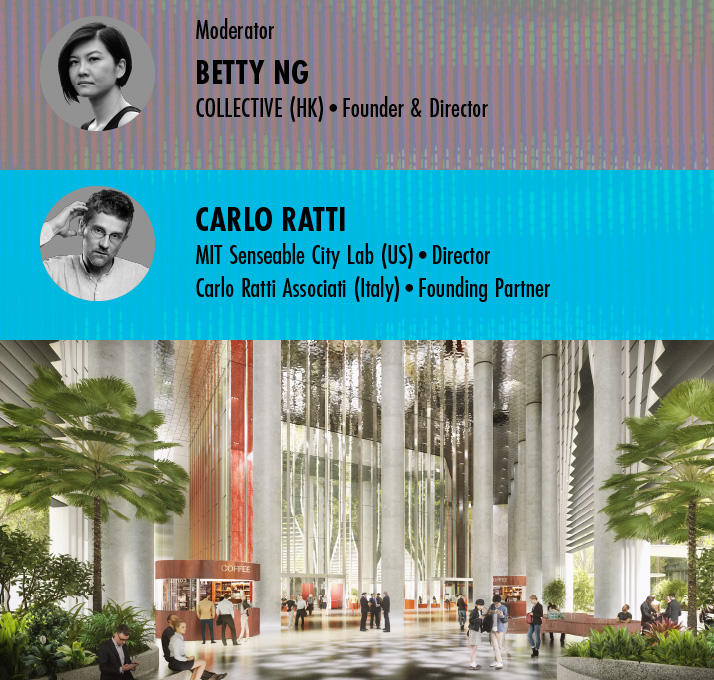 Moderator
BETTY NG
COLLECTIVE (HK) • Founder & Director
CARLO RATTI
MIT Senseable City Lab (US) • Director
Carlo Ratti Associati (Italy) • Founding Partner
COFFEE